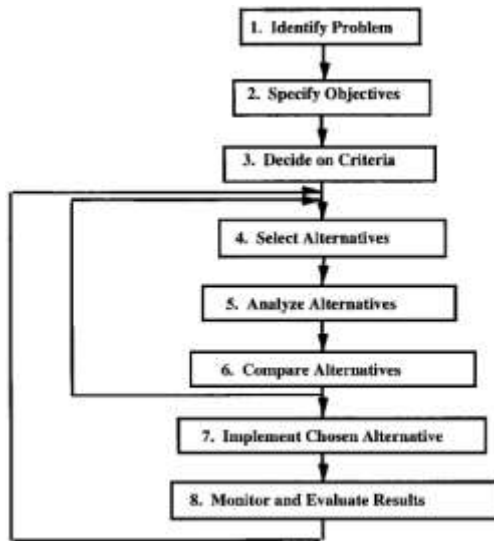 1. Identify Problem
2. Specify Objectives
3. Decide on Criteria
4. Select Alternatives
5. Analyze Alternatives
6. Compare Alternatives
7. Implement Chosen Alternative
8. Monitor and Evaluate Results